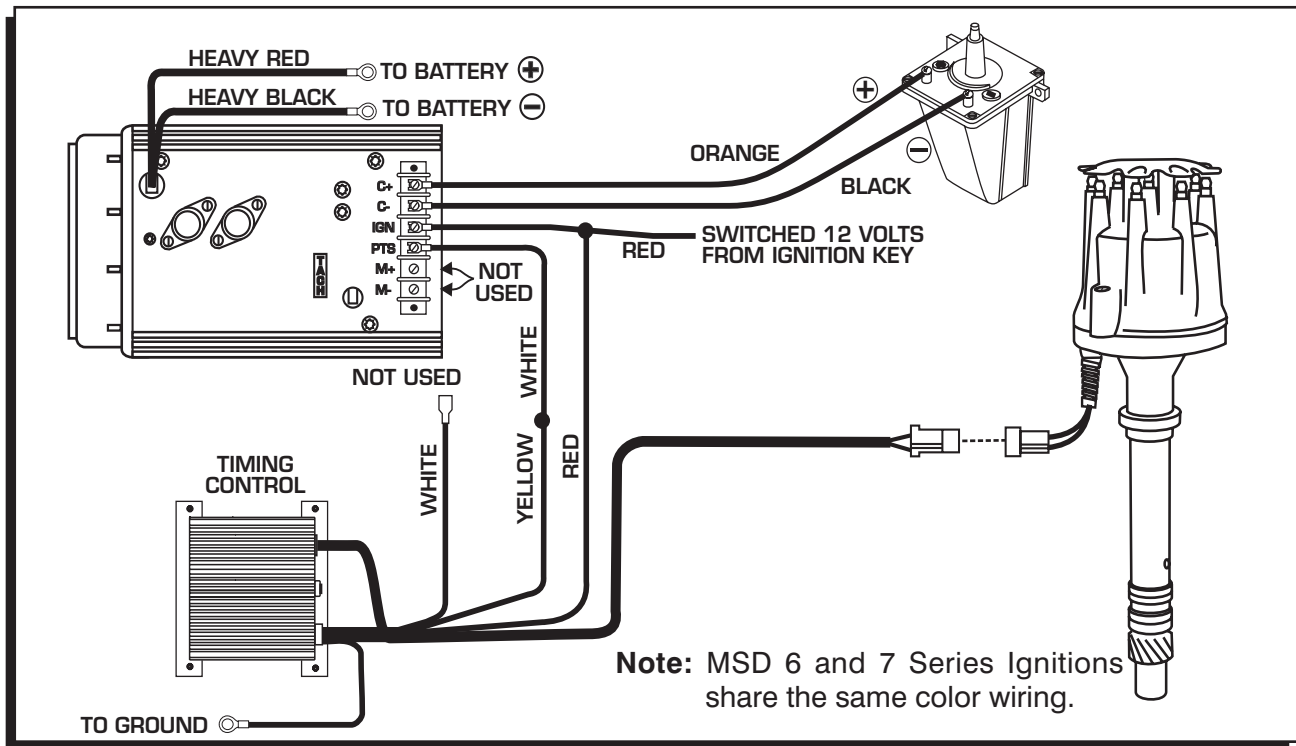 HEAVY RED
TO BATTERY +
HEAVY BLACK
TO BATTERY -
+
ORANGE
-
BLACK
C+
C-
IGN
PTS
M+
M-
TACH
RED
SWITCHED 12 VOLTS
FROM IGNITION KEY
NOT
USED
NOT USED
WHITE
WHITE
YELLOW
RED
TIMING
CONTROL
TO GROUND
Note: MSD 6 and 7 Series Ignitions
share the same color wiring.